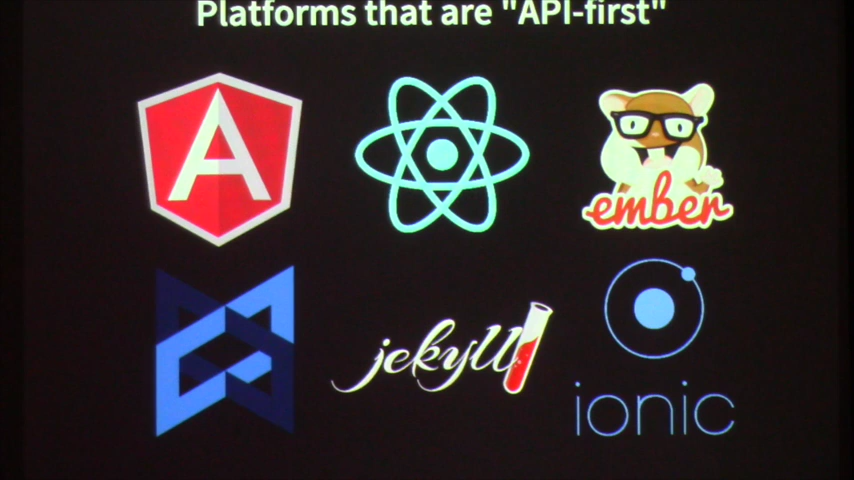 Platforms that are "API-first"
A
ember
jekyll
ionic